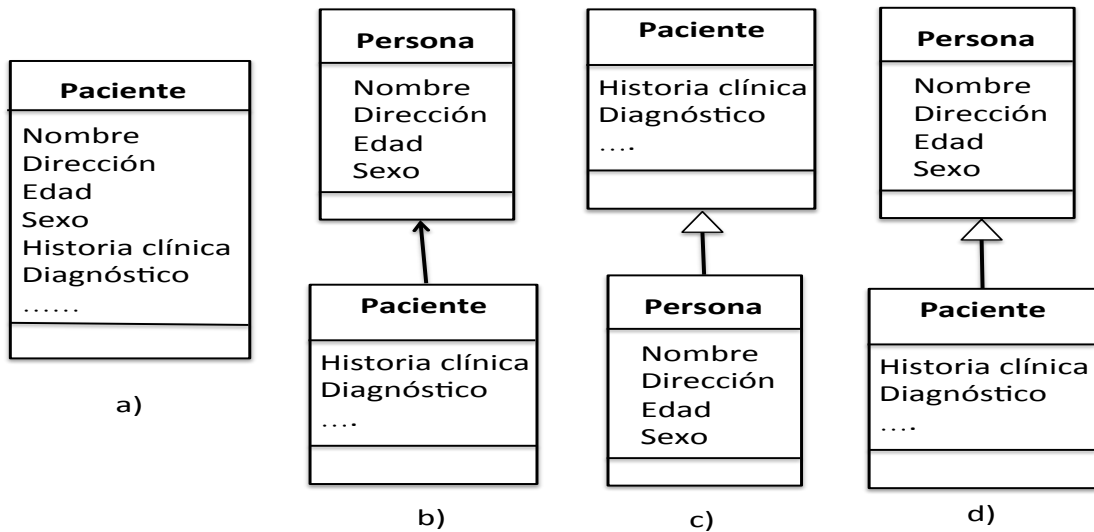 Paciente
Nombre
Dirección
Edad
Sexo
Historia clínica
Diagnóstico
......
a)
Persona
Nombre
Dirección
Edad
Sexo
Paciente
Historia clínica
Diagnóstico
....
b)
Paciente
Historia clínica
Diagnóstico
....
Persona
Nombre
Dirección
Edad
Sexo
c)
Persona
Nombre
Dirección
Edad
Sexo
Paciente
Historia clínica
Diagnóstico
....
d)